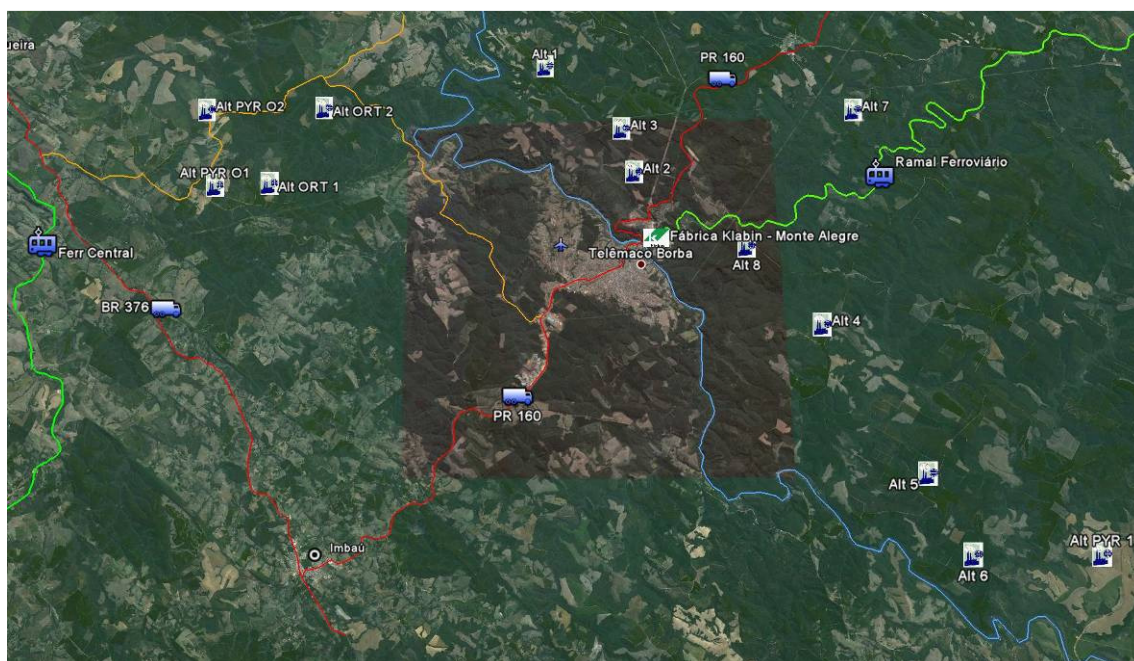 ueira
Alt 1
PR 160
Alt PYR O2
Alt ORT 2
Alt 3
Alt 7
Alt 2
Ramal Ferroviário
Alt PYR O1
Alt ORT 1
Fábrica Klabin - Monte Alegre
Ferr Central
Telêmaco Borba
Alt 8
BR 376
Alt 4
PR 160
Alt 5
Imbaú
Alt PYR 1
Alt 6